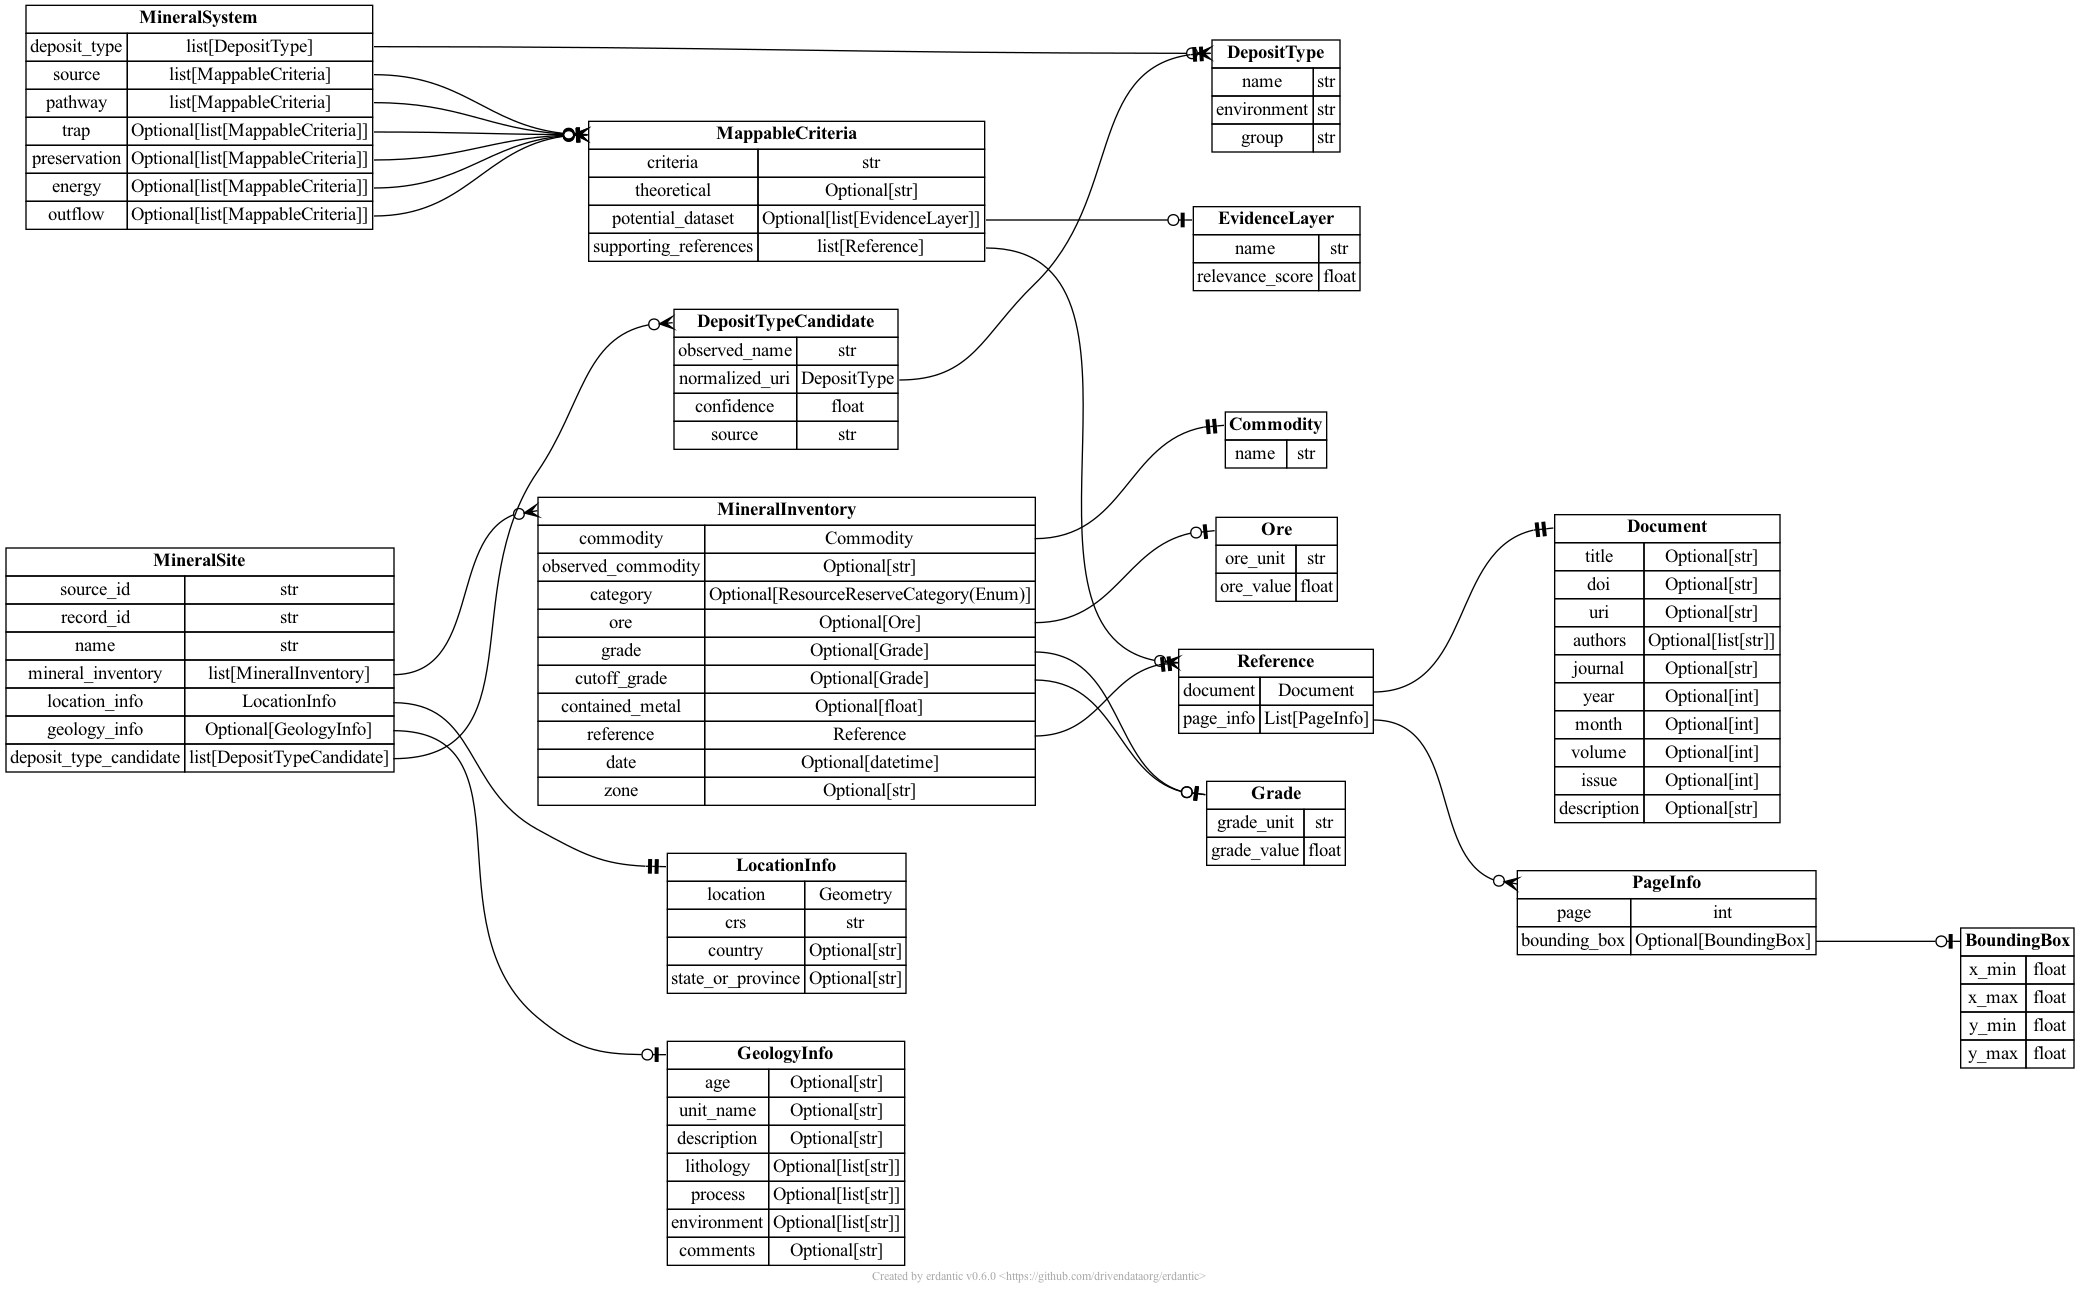 MineralSystem
deposit_type list[DepositType]
source list[MappableCriteria]
pathway list[MappableCriteria]
trap Optional[list[MappableCriteria]]
preservation Optional[list[MappableCriteria]]
energy Optional[list[MappableCriteria]]
outflow Optional[list[MappableCriteria]]
DepositType
name str
environment str
group str
MappableCriteria
criteria str
theoretical Optional[str]
potential_dataset Optional[list[EvidenceLayer]]
supporting_references list[Reference]
EvidenceLayer
name str
relevance_score float
DepositTypeCandidate
observed_name str
normalized_uri DepositType
confidence float
source str
Commodity
name str
MineralInventory
commodity Commodity
observed_commodity Optional[str]
category Optional[ResourceReserveCategory(Enum)]
ore Optional[Ore]
grade Optional[Grade]
cutoff_grade Optional[Grade]
contained_metal Optional[float]
reference Reference
date Optional[datetime]
zone Optional[str]
Ore
ore_unit str
ore_value float
Document
title Optional[str]
doi Optional[str]
uri Optional[str]
authors Optional[list[str]]
journal Optional[str]
year Optional[int]
month Optional[int]
volume Optional[int]
issue Optional[int]
description Optional[str]
MineralSite
source_id str
record_id str
name str
mineral_inventory list[MineralInventory]
location_info LocationInfo
geology_info Optional[GeologyInfo]
deposit_type_candidate list[DepositTypeCandidate]
Reference
document Document
page_info List[PageInfo]
Grade
grade_unit str
grade_value float
LocationInfo
location Geometry
crs str
country Optional[str]
state_or_province Optional[str]
PageInfo
page int
bounding_box Optional[BoundingBox]
BoundingBox
x_min float
x_max float
y_min float
y_max float
GeologyInfo
age Optional[str]
unit_name Optional[str]
description Optional[str]
lithology Optional[list[str]]
process Optional[list[str]]
environment Optional[list[str]]
comments Optional[str]
Created by erdantic v0.6.0 <https://github.com/drivendataorg/erdantic>